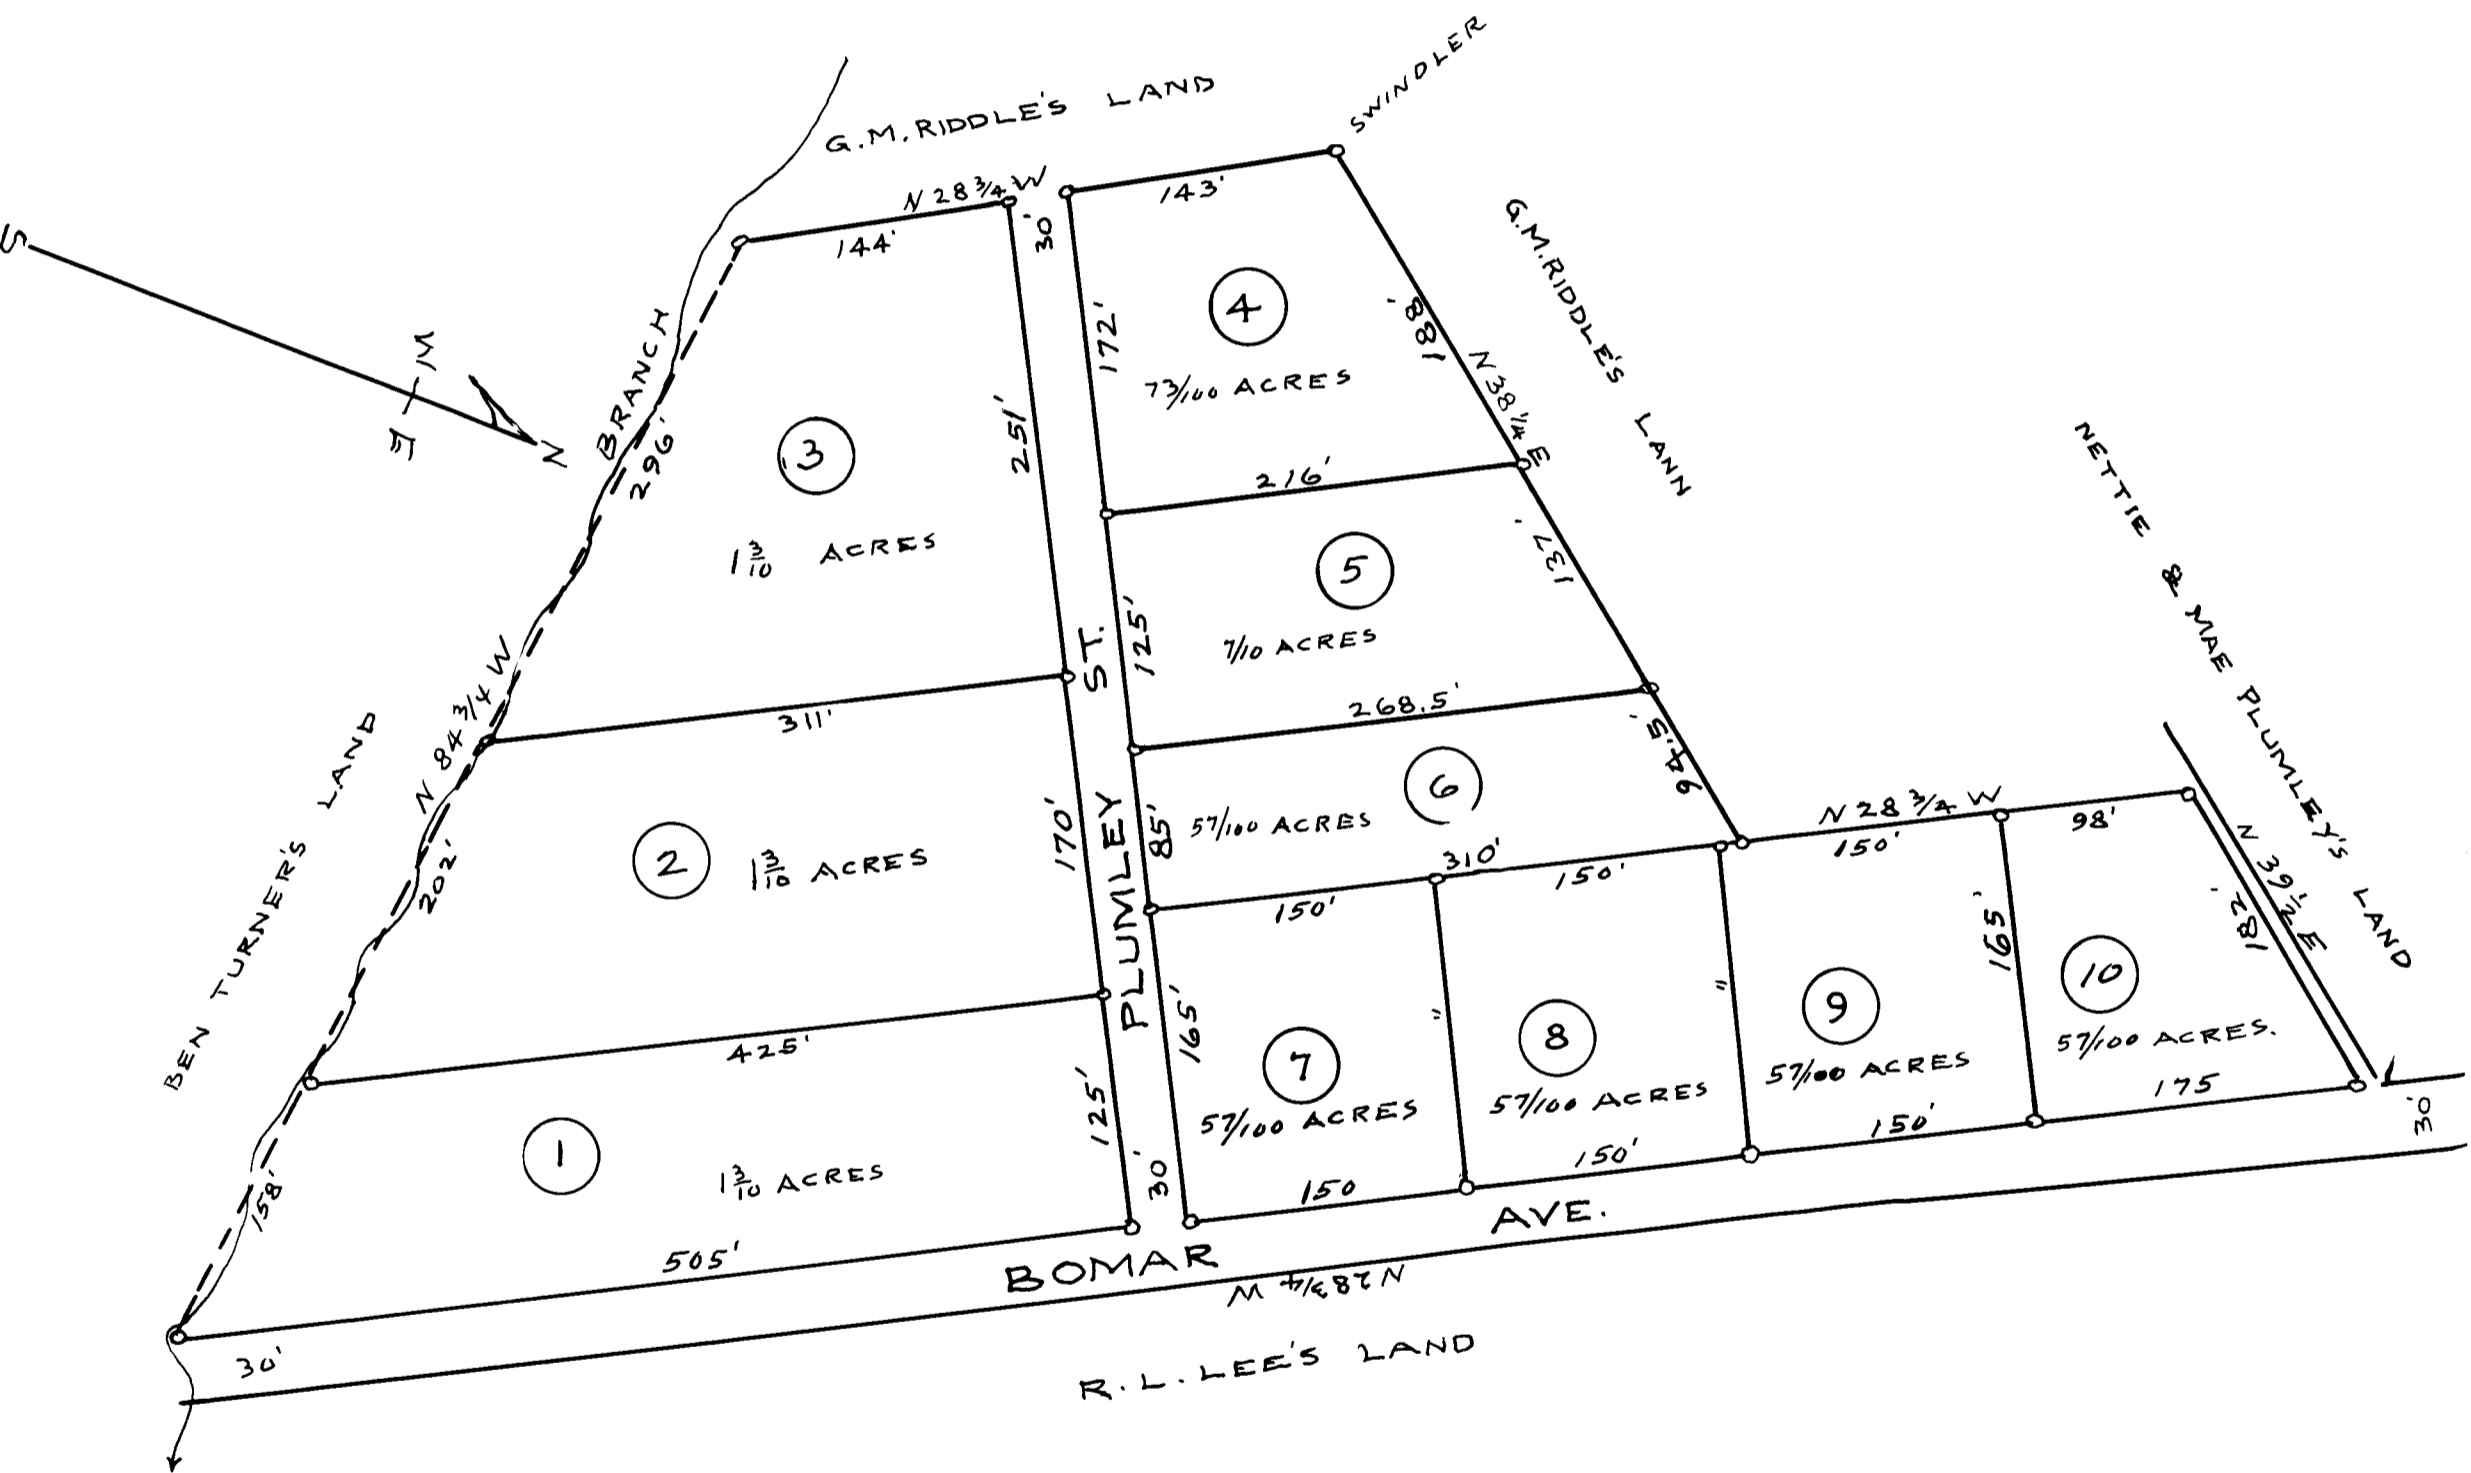 SWINDLER
G.M.RIDDLE'S LAND
N 28 3/4 W
144'
30'
143'
S
W
E
N
BRANCH
296'
3
1 3/10 ACRES
251'
172'
4
73/100 ACRES
188'
N 38 1/4 E
G.M.RIDDLE'S LANN
216'
5
7/10 ACRES
125'
137'
268.5'
NETTIE & MAE PLUMLEY'S LAND
BEN TURNER'S LAND
N 84 3/4 W
311'
202'
2
1 3/10 ACRES
170'
PLUMLEY ST.
85'
6
57/100 ACRES
94.5'
310'
N 28 3/4 W
150'
150'
150'
98'
N 39 1/2 E
182'
425'
158'
1
1 3/10 ACRES
125'
165'
7
57/100 ACRES
"
8
57/100 ACRES
"
9
57/100 ACRES
165'
10
57/100 ACRES.
505'
30'
150
150'
150'
175
30'
30'
BOMAR AVE.
N 28 3/4 W
R.L.LEE'S LAND